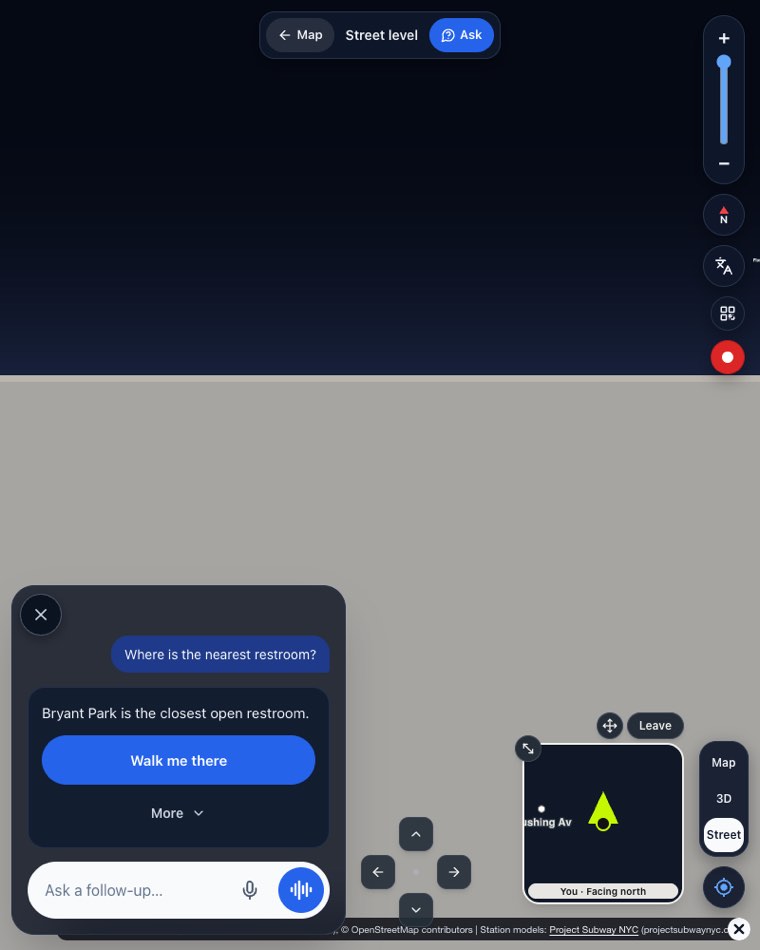 Map
Street level
Ask
N
Where is the nearest restroom?
Bryant Park is the closest open restroom.
Walk me there
More
Ask a follow-up...
Leave
ushing Av
You · Facing north
Map
3D
Street
© OpenStreetMap contributors | Station models: Project Subway NYC (projectsubwaynyc.c